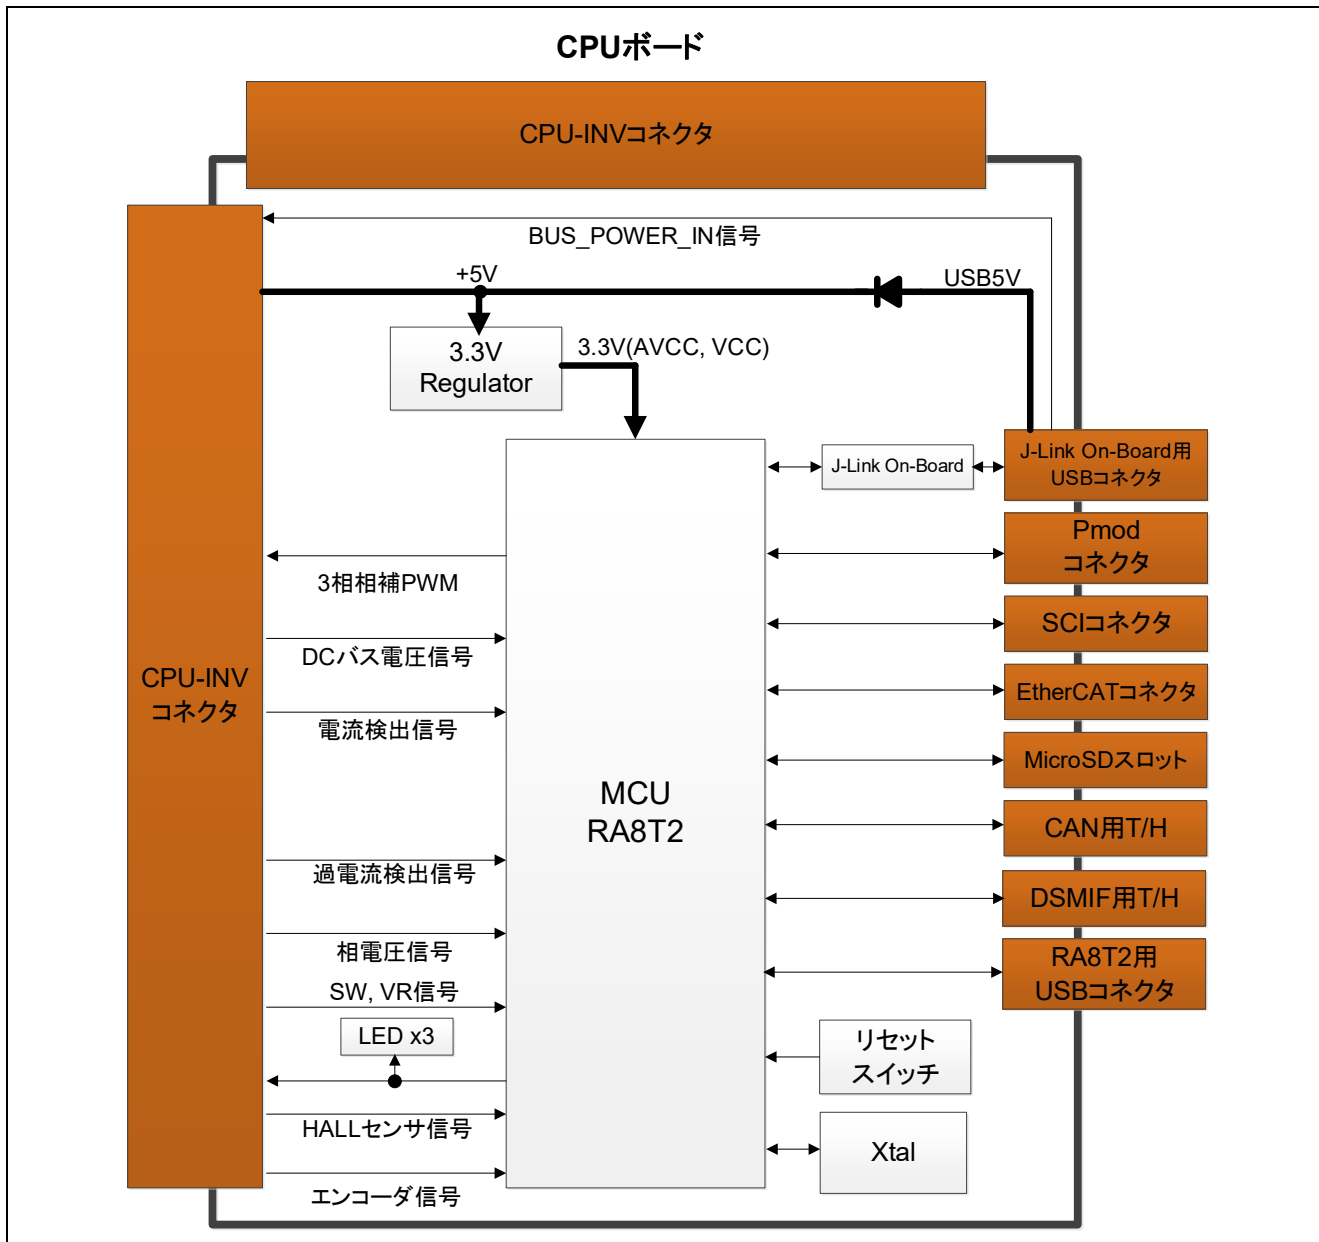 CPUボード
CPU-INVコネクタ
BUS_POWER_IN信号
+5V
USB5V
3.3V
Regulator
3.3V(AVCC, VCC)
J-Link On-Board
J-Link On-Board用
USBコネクタ
Pmod
コネクタ
3相相補PWM
SCIコネクタ
DCバス電圧信号
CPU-INV
コネクタ
EtherCATコネクタ
電流検出信号
MicroSDスロット
MCU
RA8T2
CAN用T/H
過電流検出信号
DSMIF用T/H
相電圧信号
RA8T2用
USBコネクタ
SW, VR信号
LED x3
リセット
スイッチ
HALLセンサ信号
Xtal
エンコーダ信号